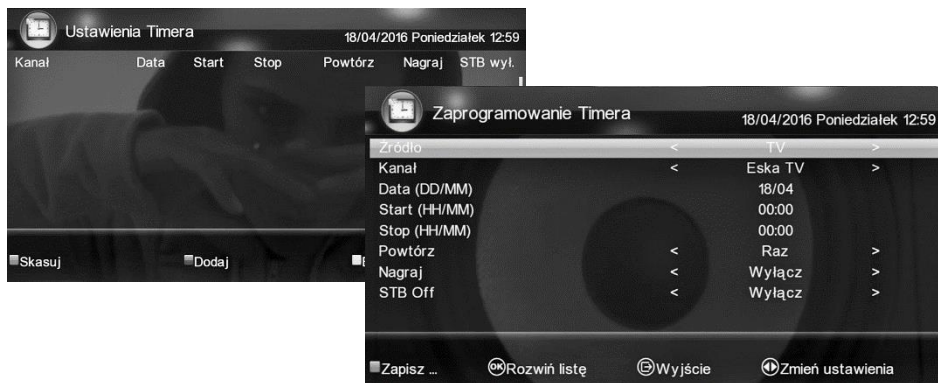 Ustawienia Timera 18/04/2016 Poniedziałek 12:59
Kanał Data Start Stop Powtórz Nagraj STB wył.
Skasuj Dodaj
Zaprogramowanie Timera 18/04/2016 Poniedziałek 12:59
Źródło < TV >
Kanał < Eska TV >
Data (DD/MM) 18/04
Start (HH/MM) 00:00
Stop (HH/MM) 00:00
Powtórz < Raz >
Nagraj < Wyłącz >
STB Off < Wyłącz >
Zapisz ... OK Rozwiń listę Wyjście Zmień ustawienia